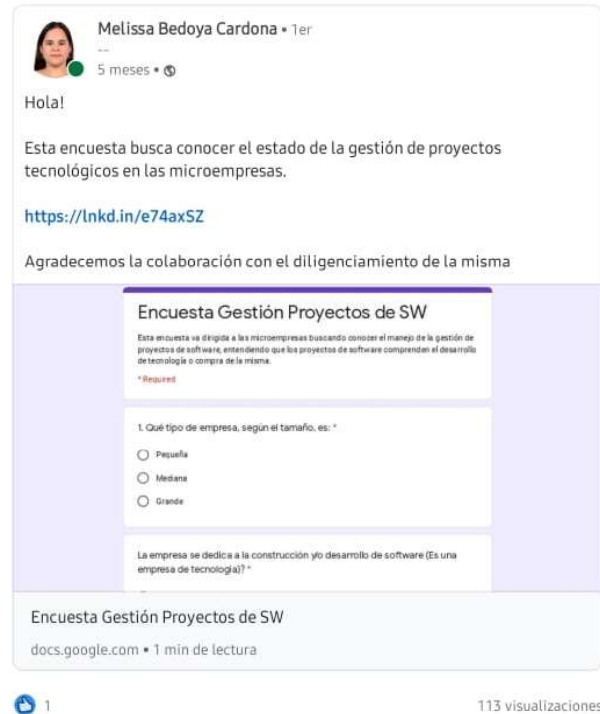 Melissa Bedoya Cardona • 1er
--
5 meses •
Hola!
Esta encuesta busca conocer el estado de la gestión de proyectos
tecnológicos en las microempresas.
https://lnkd.in/e74axSZ
Agradecemos la colaboración con el diligenciamiento de la misma
Encuesta Gestión Proyectos de SW
Esta encuesta va dirigida a las microempresas buscando conocer el manejo de la gestión de
proyectos de software, entendiendo que los proyectos de software comprenden el desarrollo
de tecnología o compra de la misma.
* Required
1. Qué tipo de empresa, según el tamaño, es: *
Pequeña
Mediana
Grande
La empresa se dedica a la construcción y/o desarrollo de software (Es una
empresa de tecnología)? *
Encuesta Gestión Proyectos de SW
docs.google.com • 1 min de lectura
1
113 visualizaciones